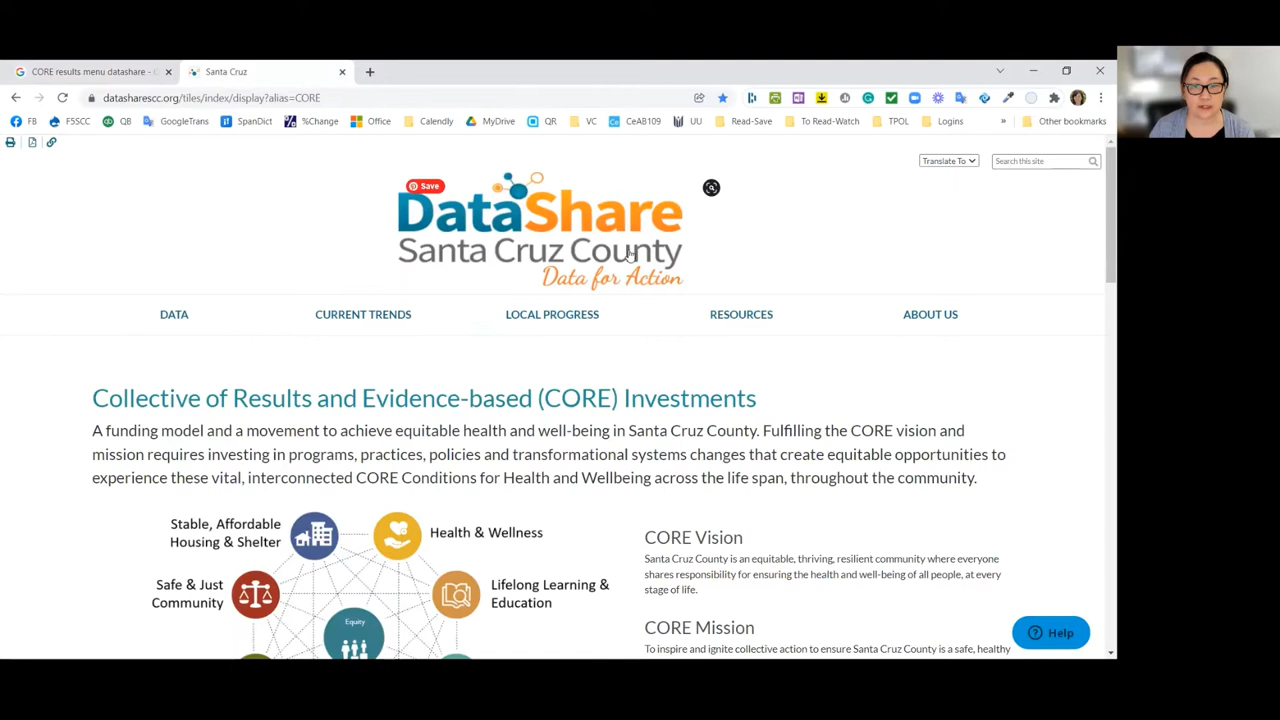 CORE results menu datashare -
Santa Cruz
datasharescc.org/tiles/index/display?alias=CORE
FB
F5SCC
QB
GoogleTrans
SpanDict
%Change
Office
Calendly
MyDrive
QR
VC
CeAB109
UU
Read-Save
To Read-Watch
TPOL
Logins
»
Other bookmarks
Translate To
Search this site
Save
DataShare
Santa Cruz County
Data for Action
DATA
CURRENT TRENDS
LOCAL PROGRESS
RESOURCES
ABOUT US
Collective of Results and Evidence-based (CORE) Investments
A funding model and a movement to achieve equitable health and well-being in Santa Cruz County. Fulfilling the CORE vision and
mission requires investing in programs, practices, policies and transformational systems changes that create equitable opportunities to
experience these vital, interconnected CORE Conditions for Health and Wellbeing across the life span, throughout the community.
Stable, Affordable
Housing & Shelter
Health & Wellness
Safe & Just
Community
Lifelong Learning &
Education
Equity
CORE Vision
Santa Cruz County is an equitable, thriving, resilient community where everyone
shares responsibility for ensuring the health and well-being of all people, at every
stage of life.
CORE Mission
To inspire and ignite collective action to ensure Santa Cruz County is a safe, healthy
Help